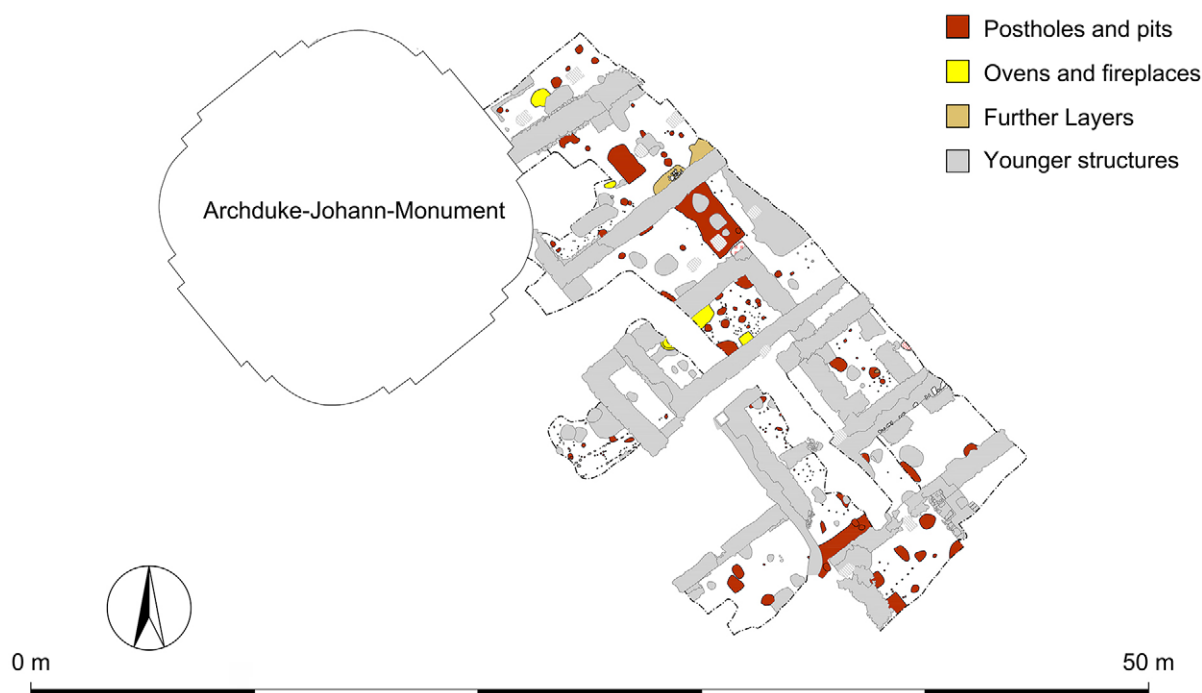 Postholes and pits
Ovens and fireplaces
Further Layers
Younger structures
Archduke-Johann-Monument
0 m
50 m